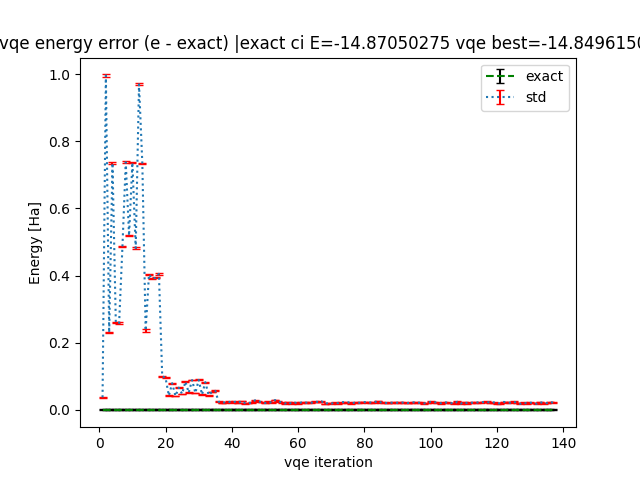 vqe energy error (e - exact) |exact ci E=-14.87050275 vqe best=-14.8496150
exact
std
1.0
0.8
0.6
0.4
0.2
0.0
Energy [Ha]
0 20 40 60 80 100 120 140
vqe iteration